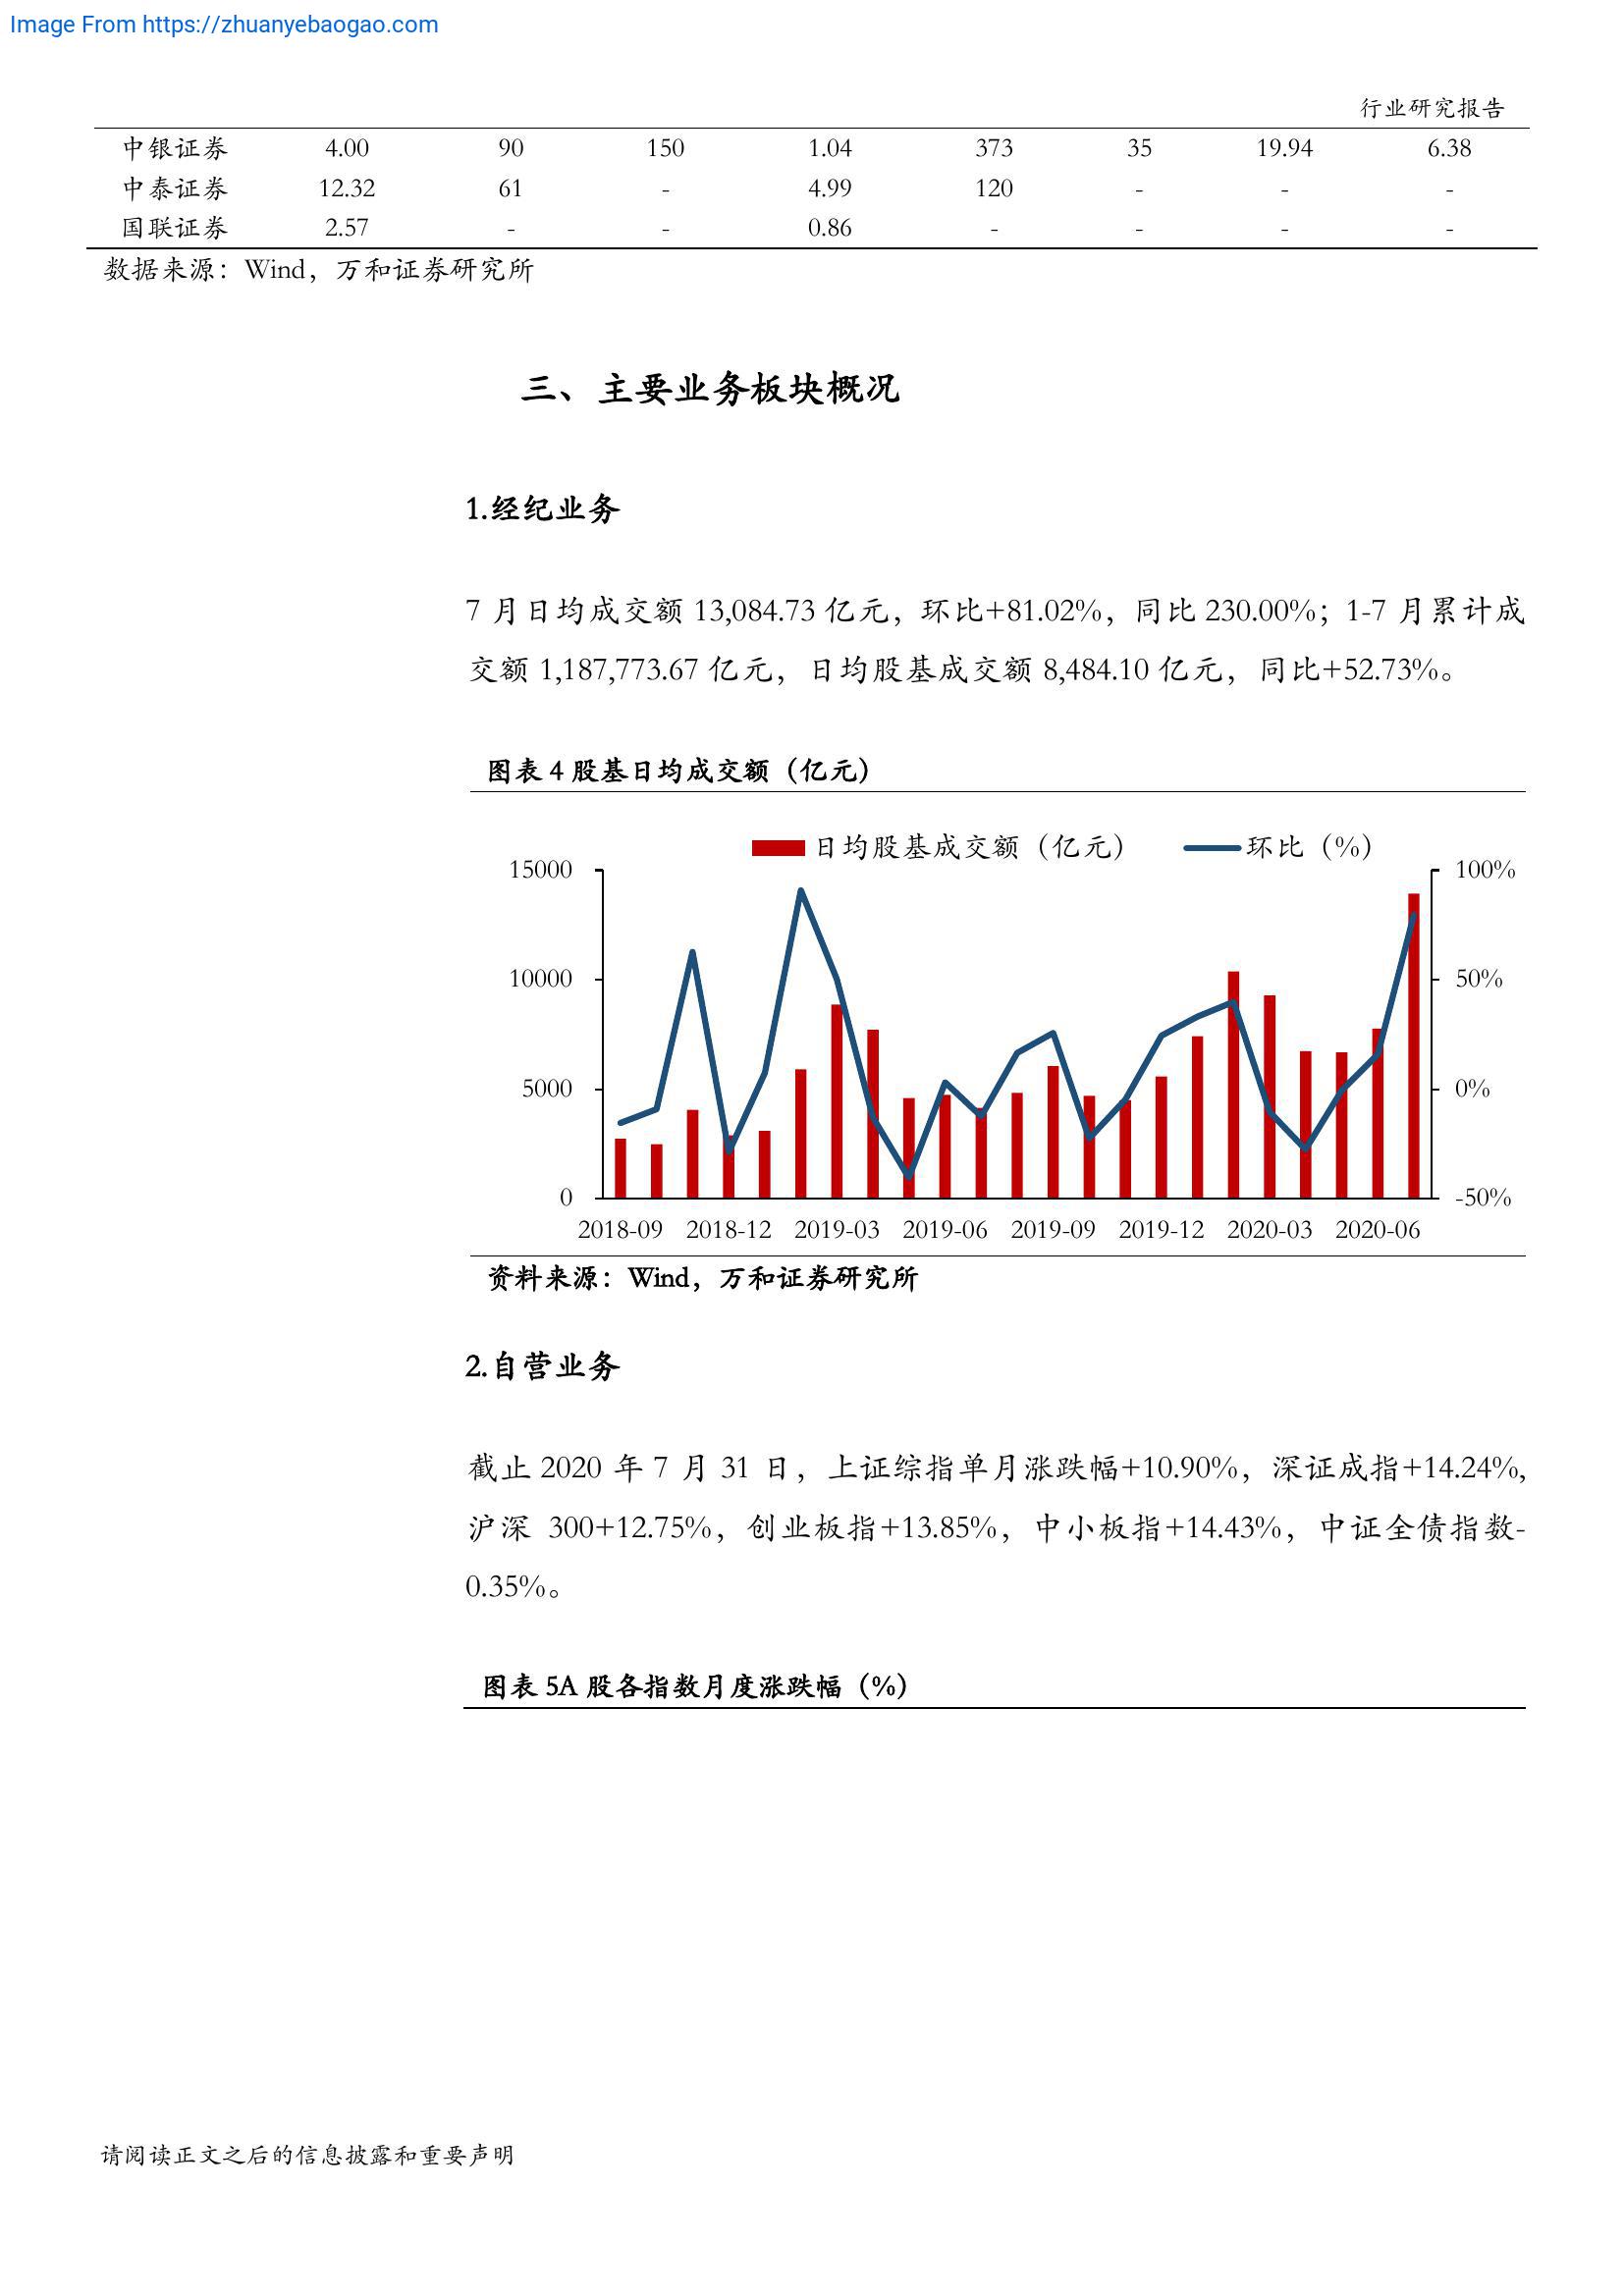 Image From https://zhuanyebaogao.com
行业研究报告
中银证券 4.00 90 150 1.04 373 35 19.94 6.38
中泰证券 12.32 61 - 4.99 120 - - -
国联证券 2.57 - - 0.86 - - - -
数据来源：Wind，万和证券研究所
三、主要业务板块概况
1.经纪业务
7 月日均成交额 13,084.73 亿元，环比+81.02%，同比 230.00%；1-7 月累计成
交额 1,187,773.67 亿元，日均股基成交额 8,484.10 亿元，同比+52.73%。
图表 4 股基日均成交额（亿元）
日均股基成交额（亿元） 环比（%）
15000 100%
10000 50%
5000 0%
0 -50%
2018-09 2018-12 2019-03 2019-06 2019-09 2019-12 2020-03 2020-06
资料来源：Wind，万和证券研究所
2.自营业务
截止 2020 年 7 月 31 日，上证综指单月涨跌幅+10.90%，深证成指+14.24%,
沪深 300+12.75%，创业板指+13.85%，中小板指+14.43%，中证全债指数-
0.35%。
图表 5A 股各指数月度涨跌幅（%）
请阅读正文之后的信息披露和重要声明